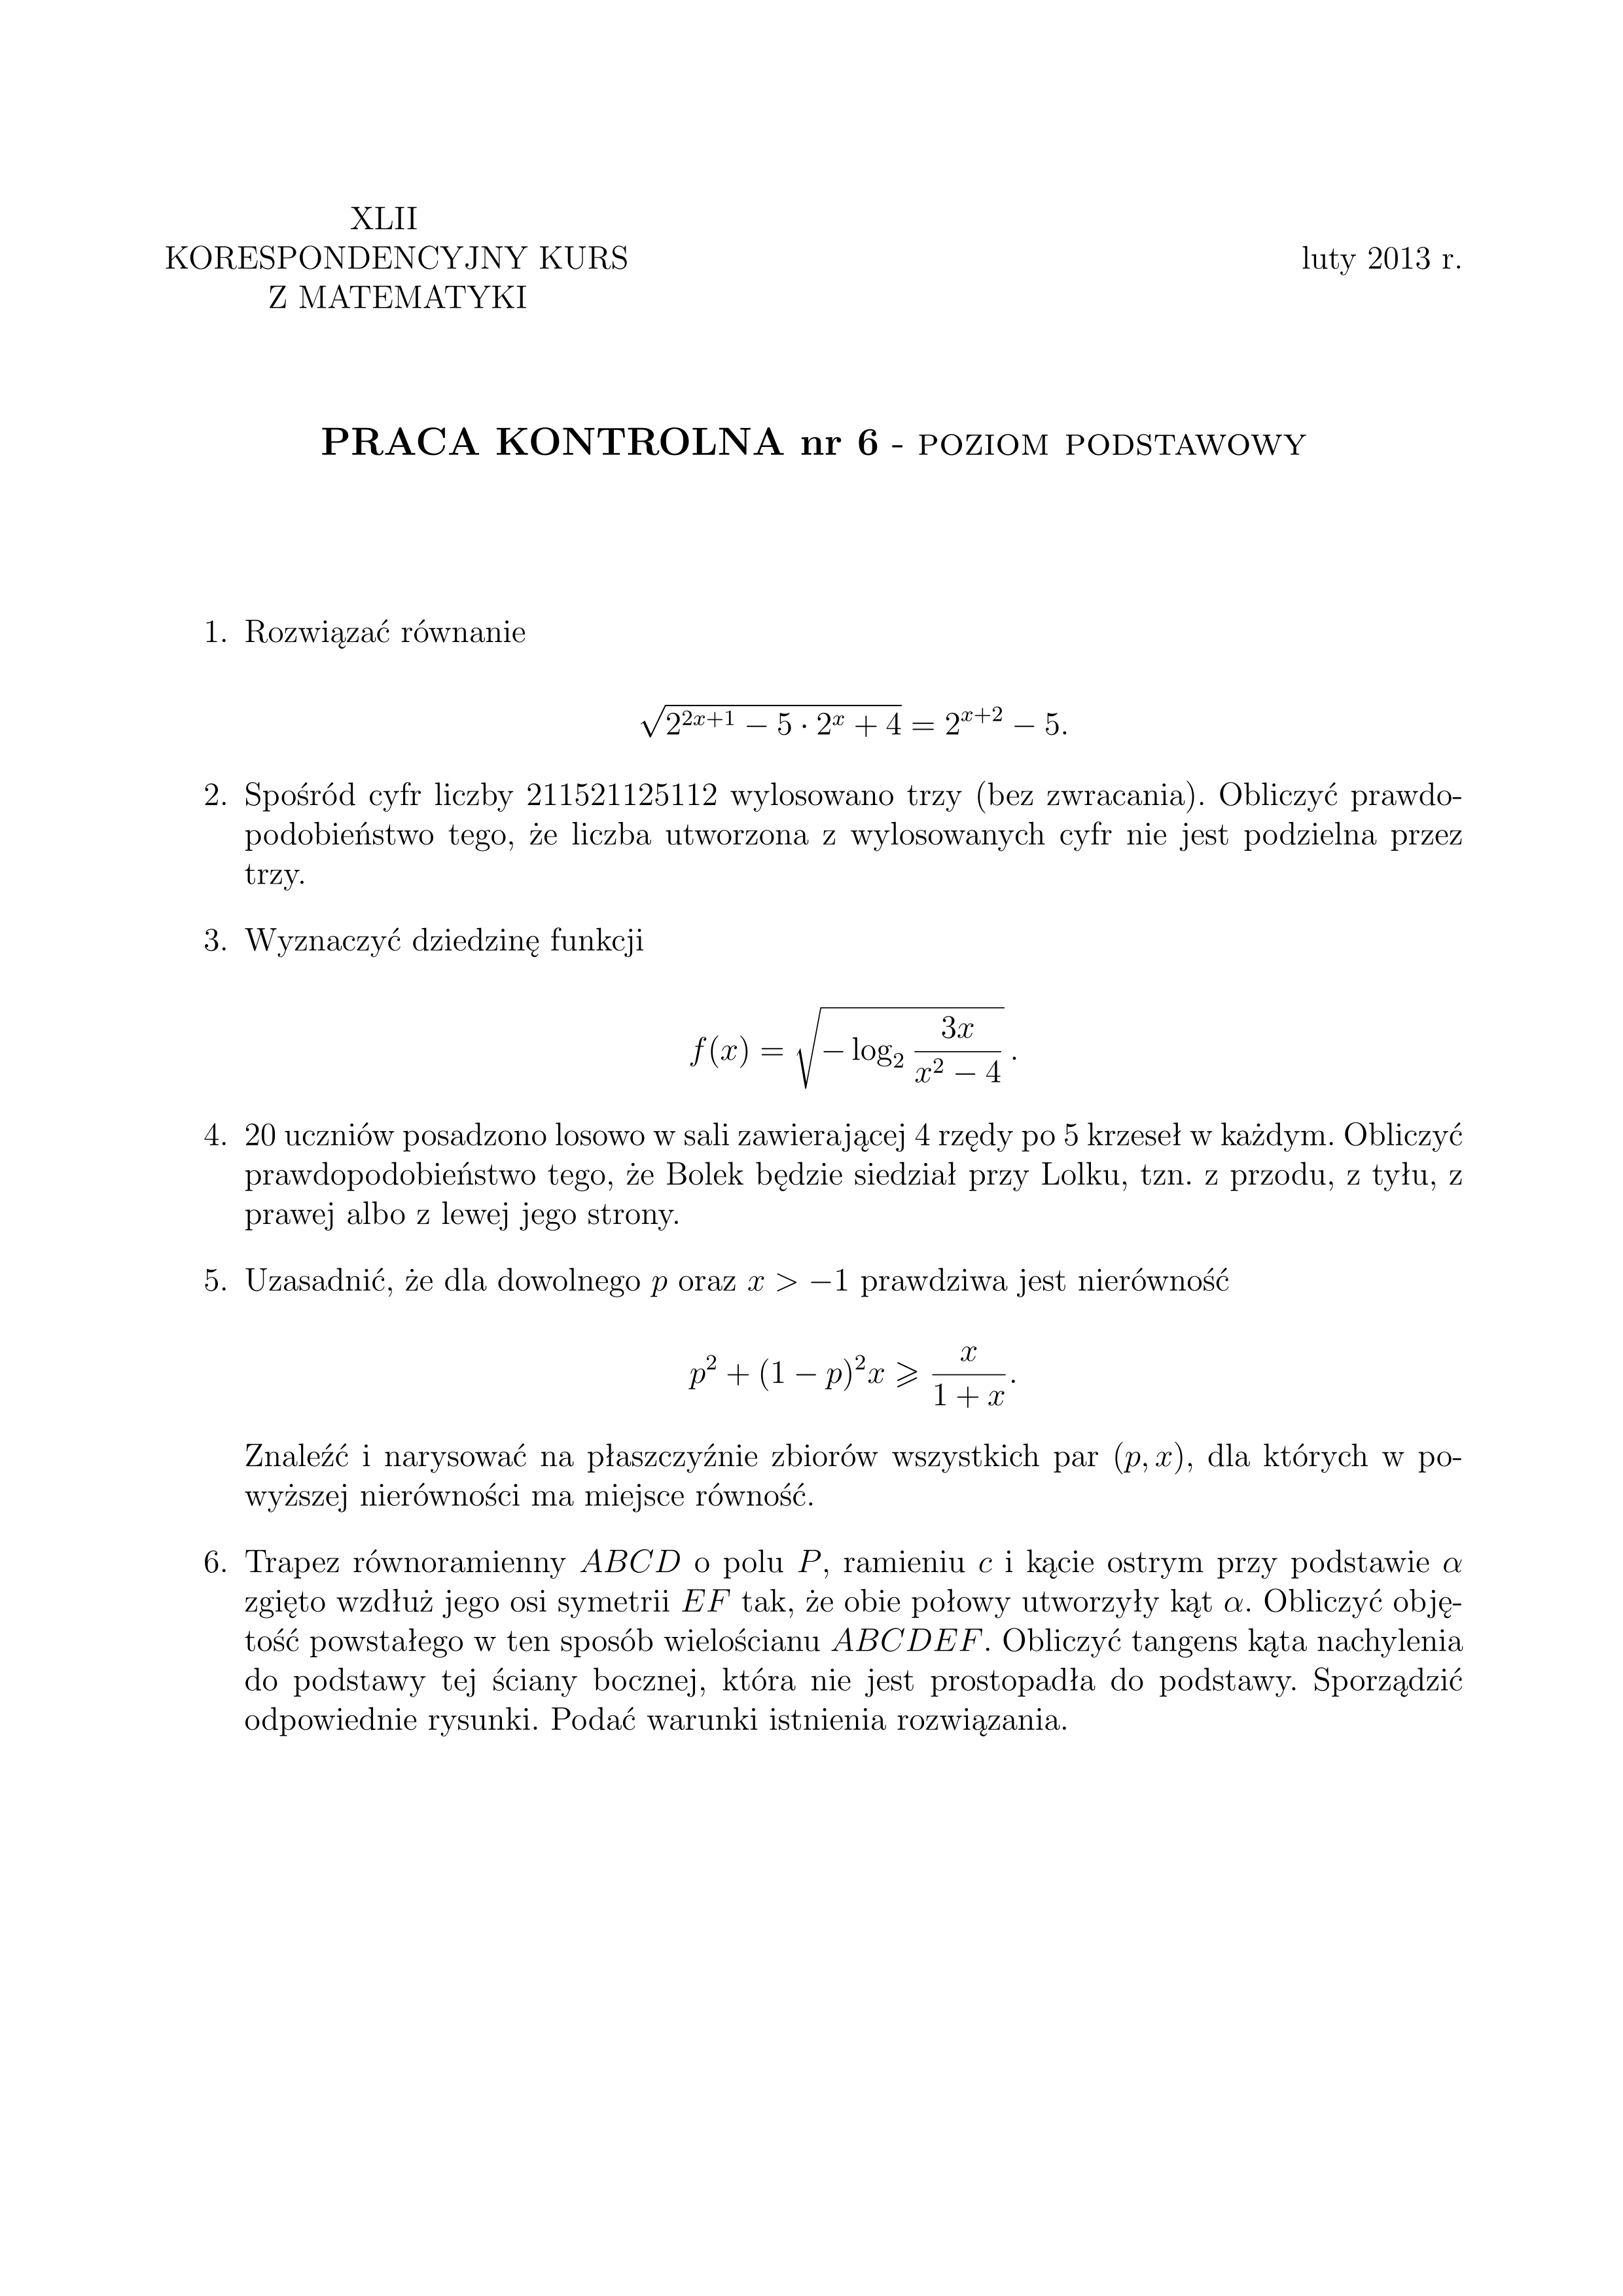 XLII
KORESPONDENCYJNY KURS
Z MATEMATYKI
luty 2013 r.
PRACA KONTROLNA nr 6 - POZIOM PODSTAWOWY
1. Rozwiązać równanie
$\sqrt{2^{2x+1} - 5 \cdot 2^x + 4} = 2^{x+2} - 5.$
2. Spośród cyfr liczby 211521125112 wylosowano trzy (bez zwracania). Obliczyć prawdo-
podobieństwo tego, że liczba utworzona z wylosowanych cyfr nie jest podzielna przez
trzy.
3. Wyznaczyć dziedzinę funkcji
$f(x) = \sqrt{-\log_2 \frac{3x}{x^2 - 4}}.$
4. 20 uczniów posadzono losowo w sali zawierającej 4 rzędy po 5 krzeseł w każdym. Obliczyć
prawdopodobieństwo tego, że Bolek będzie siedział przy Lolku, tzn. z przodu, z tyłu, z
prawej albo z lewej jego strony.
5. Uzasadnić, że dla dowolnego $p$ oraz $x > -1$ prawdziwa jest nierówność
$p^2 + (1 - p)^2 x \geqslant \frac{x}{1 + x}.$
Znaleźć i narysować na płaszczyźnie zbiorów wszystkich par $(p, x)$, dla których w po-
wyższej nierówności ma miejsce równość.
6. Trapez równoramienny $ABCD$ o polu $P$, ramieniu $c$ i kącie ostrym przy podstawie $\alpha$
zgięto wzdłuż jego osi symetrii $EF$ tak, że obie połowy utworzyły kąt $\alpha$. Obliczyć obję-
tość powstałego w ten sposób wielościanu $ABCDEF$. Obliczyć tangens kąta nachylenia
do podstawy tej ściany bocznej, która nie jest prostopadła do podstawy. Sporządzić
odpowiednie rysunki. Podać warunki istnienia rozwiązania.